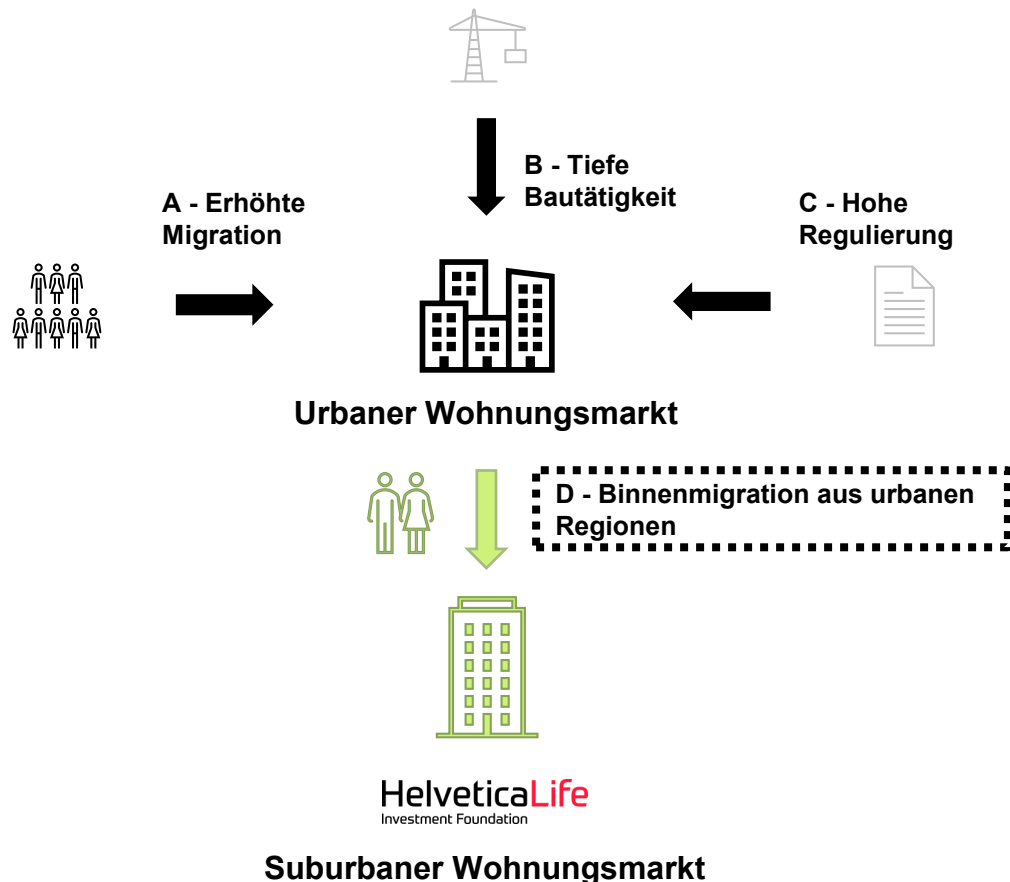 B - Tiefe
Bautätigkeit
A - Erhöhte
Migration
C - Hohe
Regulierung
Urbaner Wohnungsmarkt
D - Binnenmigration aus urbanen
Regionen
HelveticaLife
Investment Foundation
Suburbaner Wohnungsmarkt